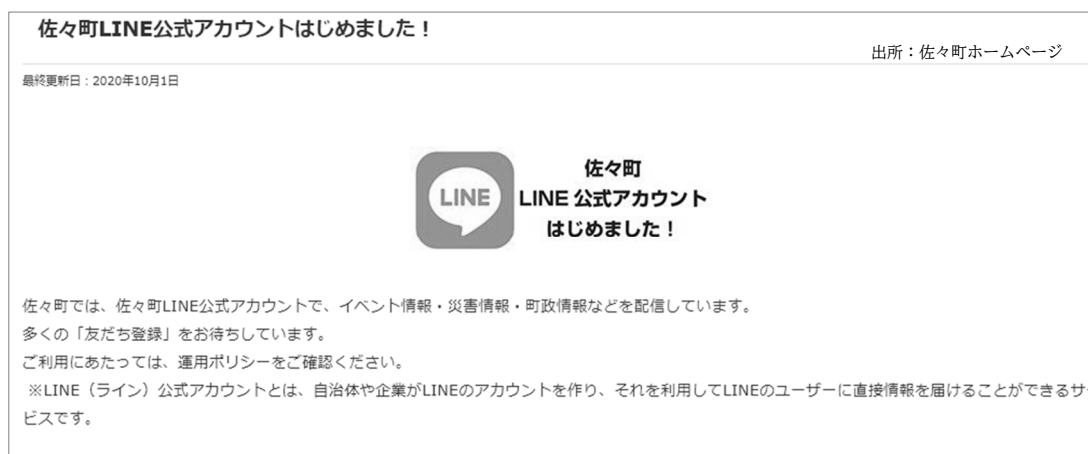 佐々町LINE公式アカウントはじめました！
出所：佐々町ホームページ
最終更新日：2020年10月1日
LINE
佐々町
LINE 公式アカウント
はじめました！
佐々町では、佐々町LINE公式アカウントで、イベント情報・災害情報・町政情報などを配信しています。
多くの「友だち登録」をお待ちしています。
ご利用にあたっては、運用ポリシーをご確認ください。
※LINE（ライン）公式アカウントとは、自治体や企業がLINEのアカウントを作り、それを利用してLINEのユーザーに直接情報を届けることができるサー
ビスです。